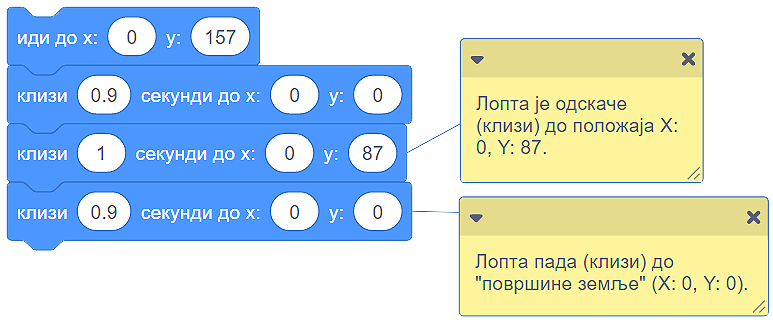 иди до x: 0 y: 157
клизи 0.9 секунди до x: 0 y: 0
клизи 1 секунди до x: 0 y: 87
клизи 0.9 секунди до x: 0 y: 0
Лопта је одскаче
(клизи) до положаја X:
0, Y: 87.
Лопта пада (клизи) до
"површине земље" (X: 0, Y: 0).